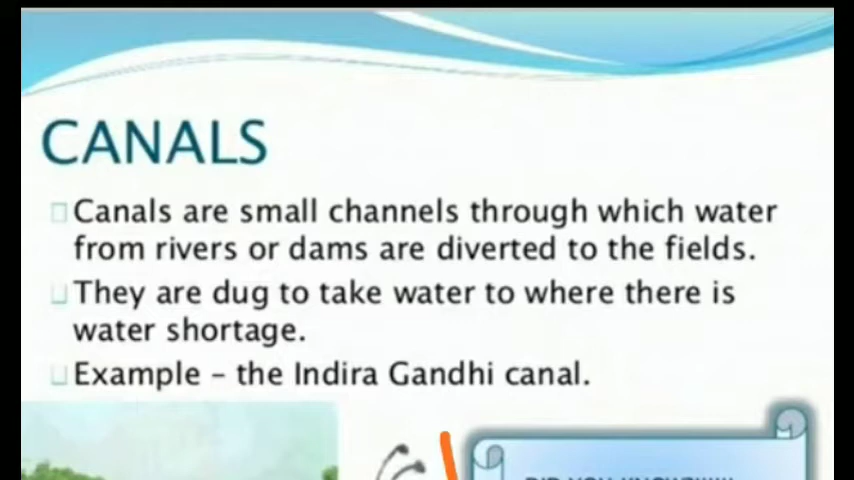 CANALS
Canals are small channels through which water
from rivers or dams are diverted to the fields.
They are dug to take water to where there is
water shortage.
Example – the Indira Gandhi canal.